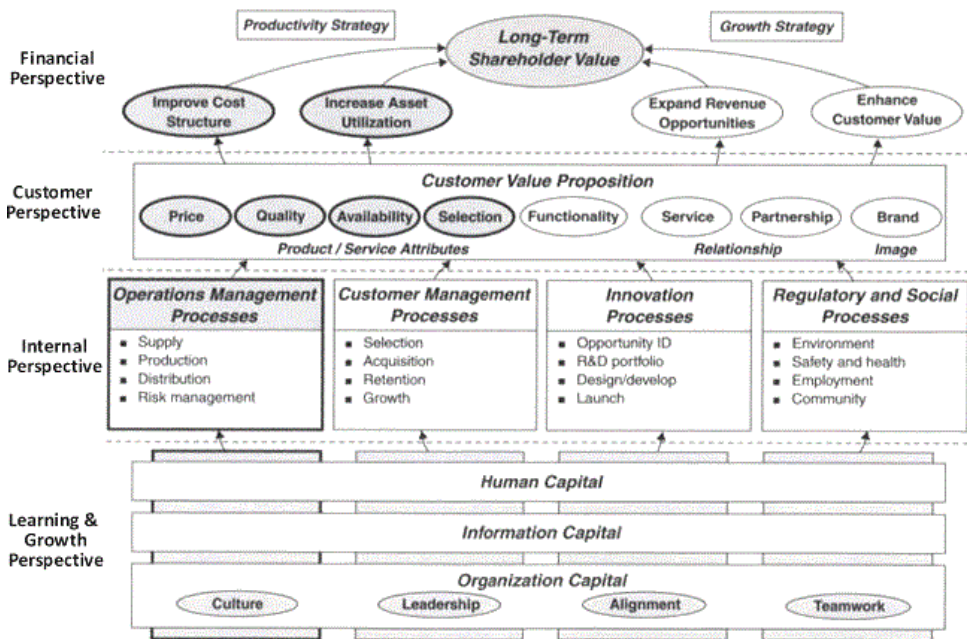 Productivity Strategy
Growth Strategy
Long-Term
Shareholder Value
Financial
Perspective
Improve Cost
Structure
Increase Asset
Utilization
Expand Revenue
Opportunities
Enhance
Customer Value
Customer
Perspective
Customer Value Proposition
Price
Quality
Availability
Selection
Functionality
Service
Partnership
Brand
Product / Service Attributes
Relationship
Image
Internal
Perspective
Operations Management
Processes
▪ Supply
▪ Production
▪ Distribution
▪ Risk management
Customer Management
Processes
▪ Selection
▪ Acquisition
▪ Retention
▪ Growth
Innovation
Processes
▪ Opportunity ID
▪ R&D portfolio
▪ Design/develop
▪ Launch
Regulatory and Social
Processes
▪ Environment
▪ Safety and health
▪ Employment
▪ Community
Learning &
Growth
Perspective
Human Capital
Information Capital
Organization Capital
Culture
Leadership
Alignment
Teamwork